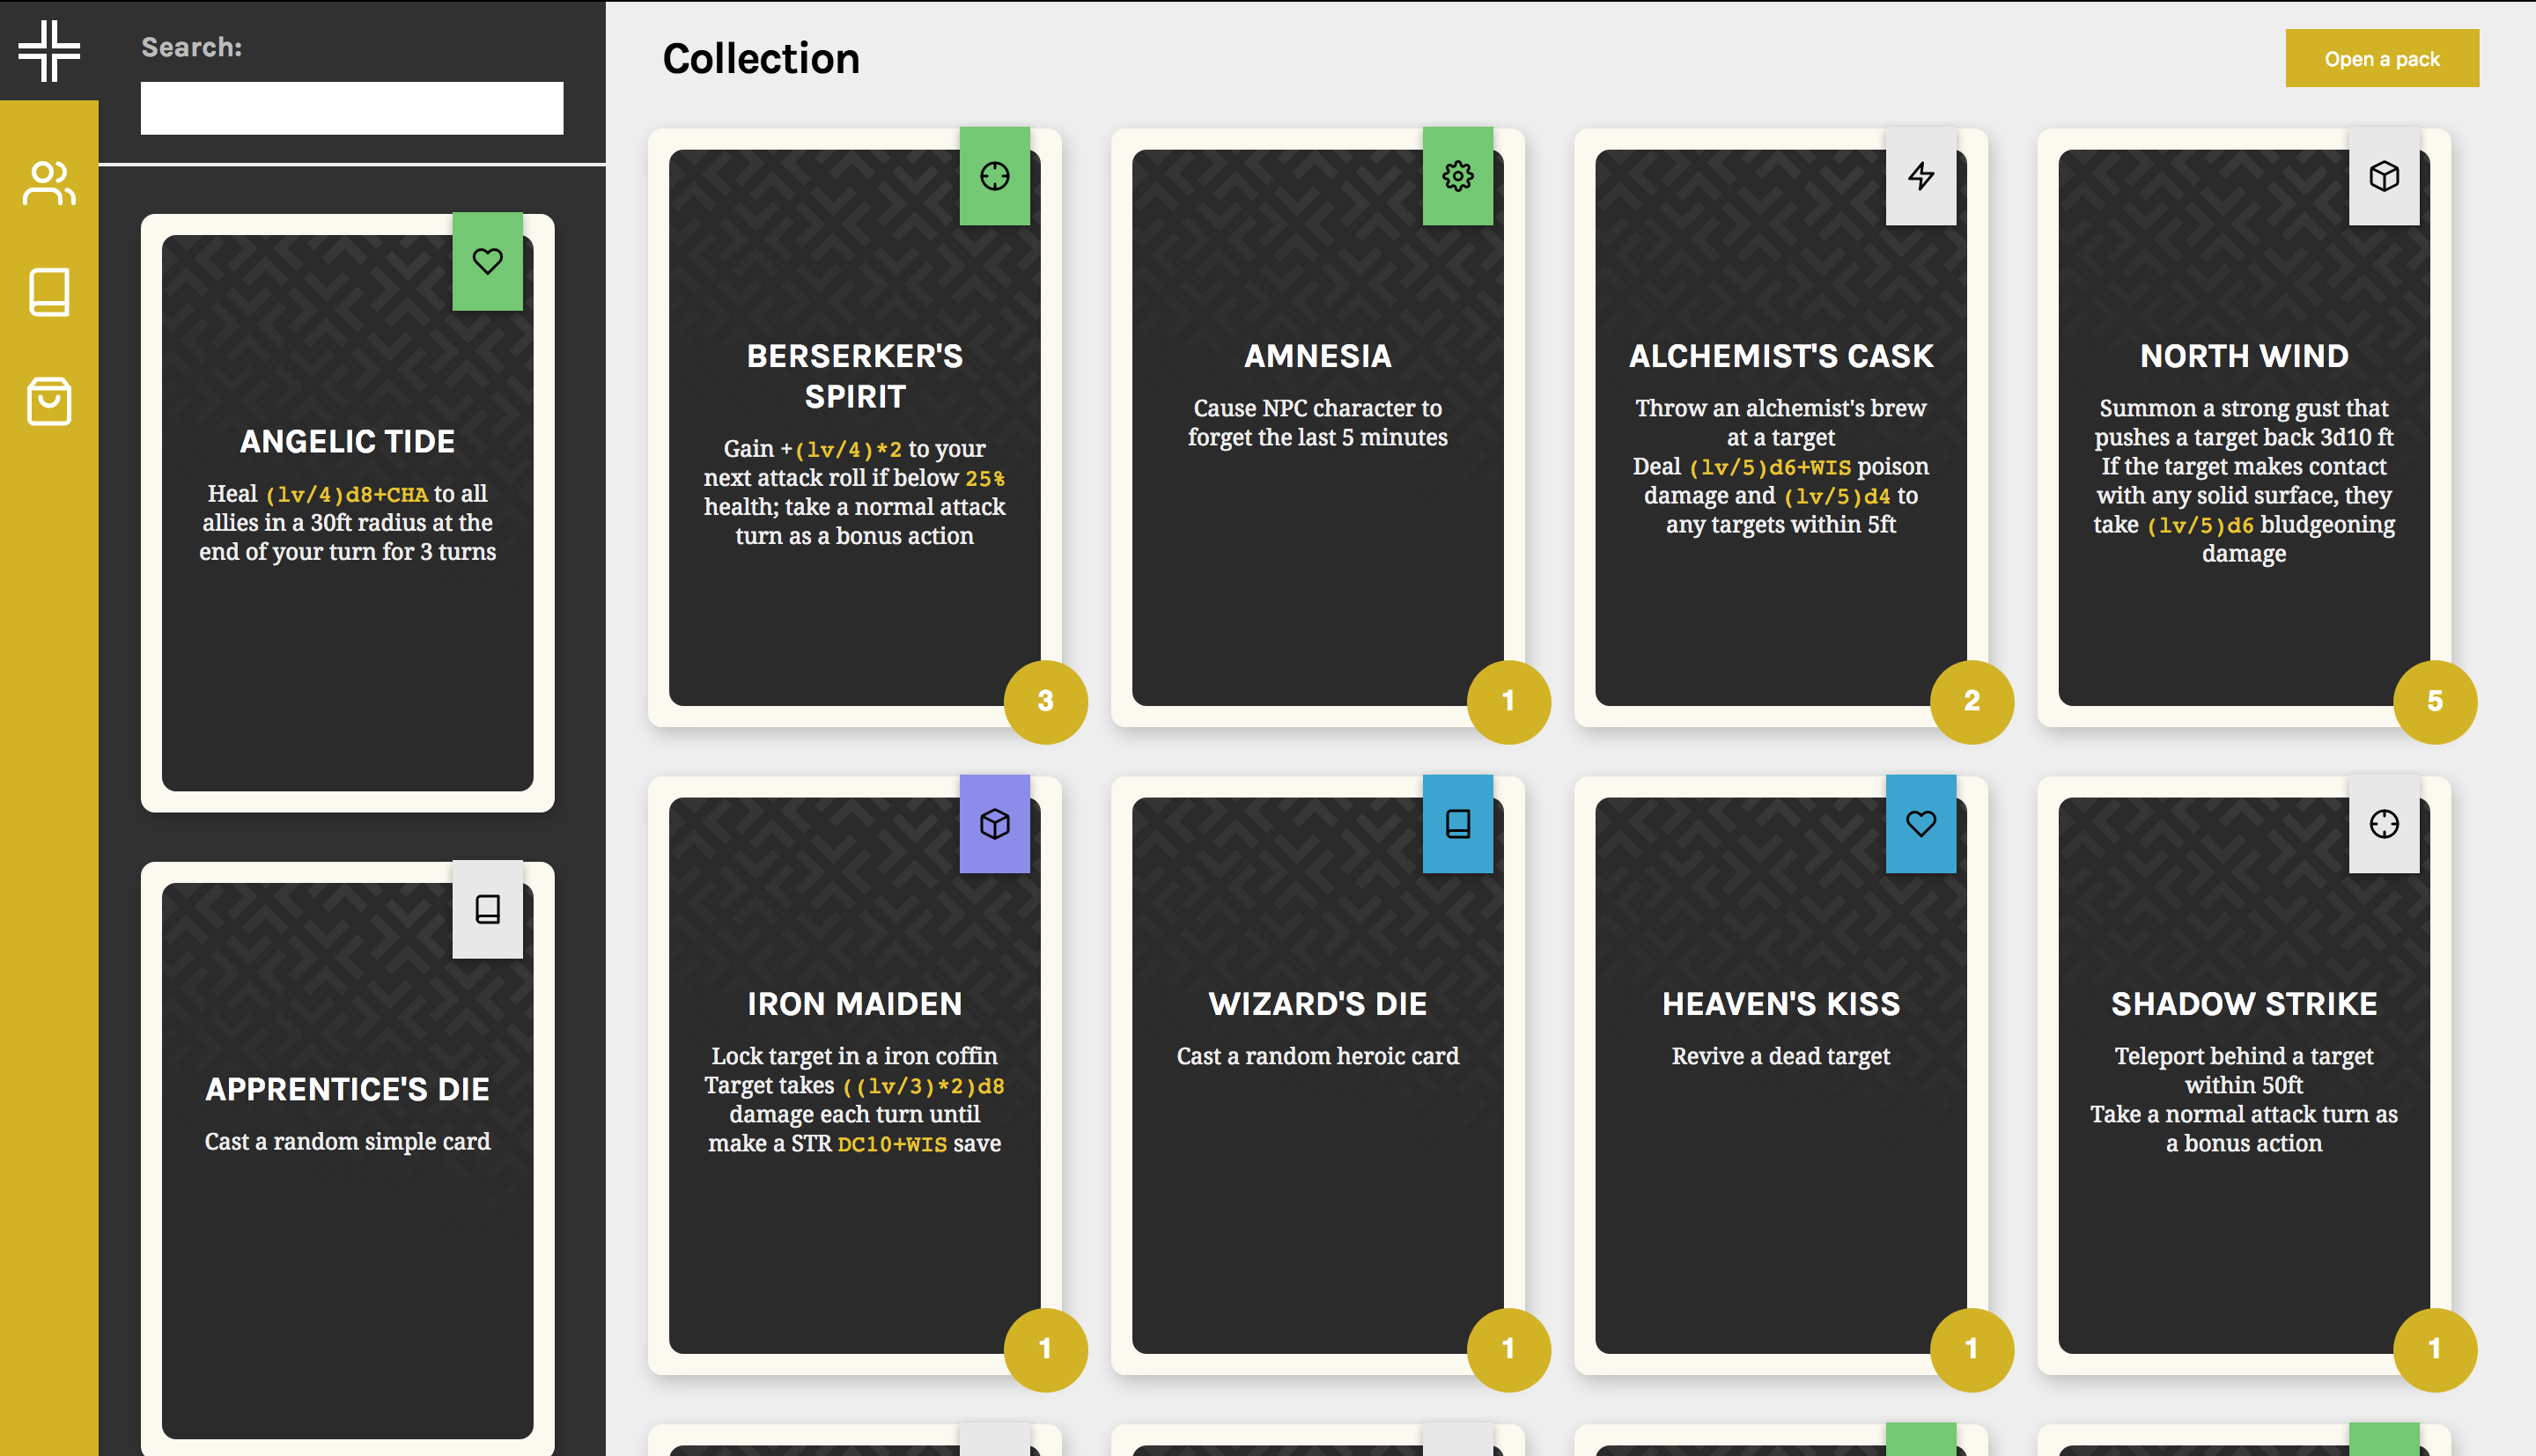 Search:
ANGELIC TIDE
Heal (lv/4)d8+CHA to all
allies in a 30ft radius at the
end of your turn for 3 turns
APPRENTICE'S DIE
Cast a random simple card
Collection
Open a pack
BERSERKER'S
SPIRIT
Gain +(lv/4)*2 to your
next attack roll if below 25%
health; take a normal attack
turn as a bonus action
3
AMNESIA
Cause NPC character to
forget the last 5 minutes
1
ALCHEMIST'S CASK
Throw an alchemist's brew
at a target
Deal (lv/5)d6+WIS poison
damage and (lv/5)d4 to
any targets within 5ft
2
NORTH WIND
Summon a strong gust that
pushes a target back 3d10 ft
If the target makes contact
with any solid surface, they
take (lv/5)d6 bludgeoning
damage
5
IRON MAIDEN
Lock target in a iron coffin
Target takes ((lv/3)*2)d8
damage each turn until
make a STR DC10+WIS save
1
WIZARD'S DIE
Cast a random heroic card
1
HEAVEN'S KISS
Revive a dead target
1
SHADOW STRIKE
Teleport behind a target
within 50ft
Take a normal attack turn as
a bonus action
1